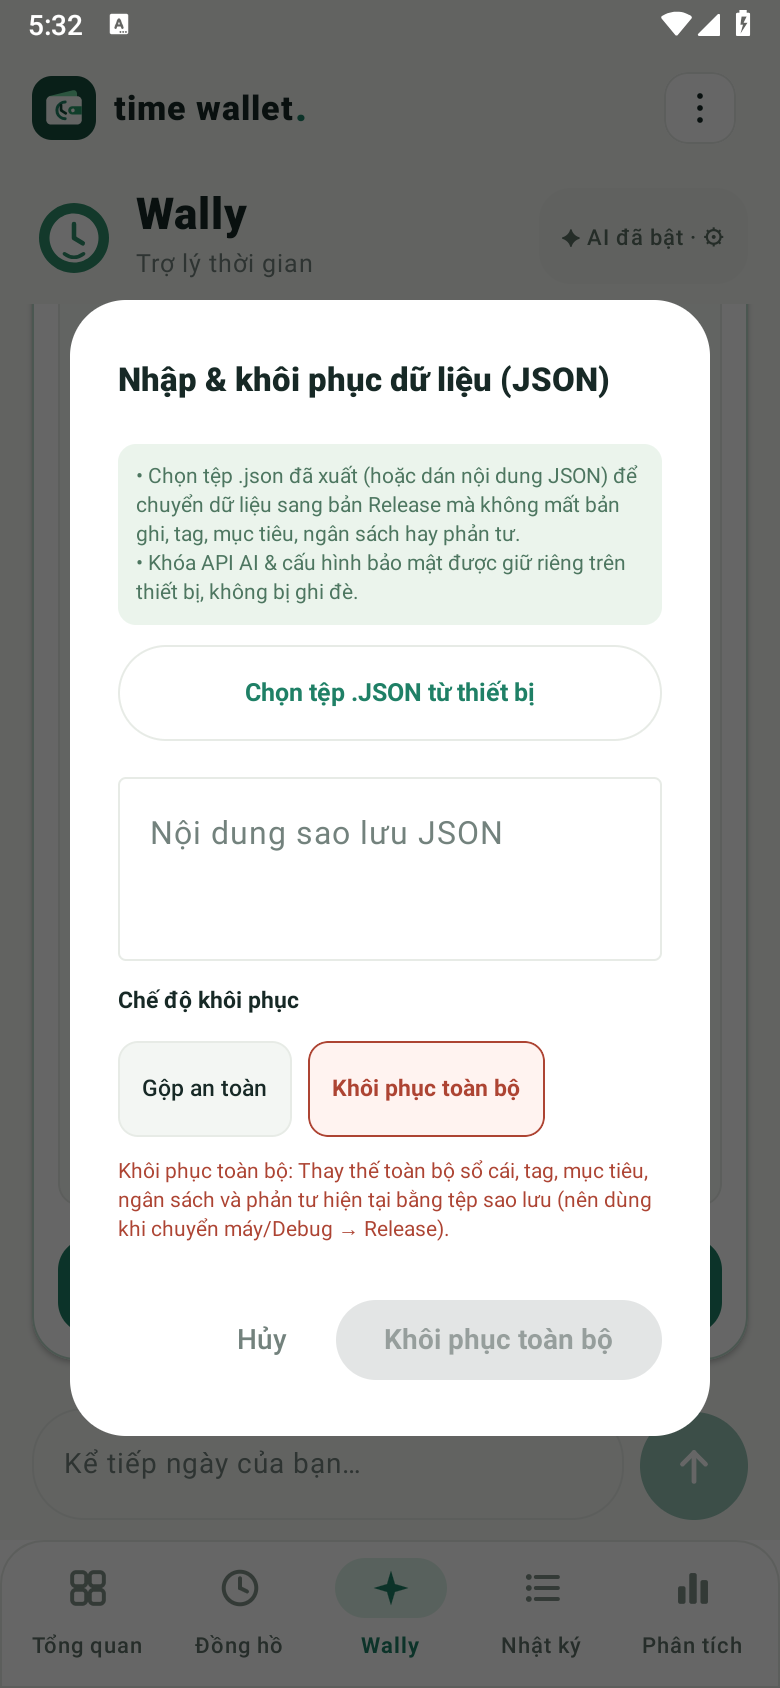 5:32
A
time wallet.
Wally
AI đã bật ·
Trợ lý thời gian
Nhập & khôi phục dữ liệu (JSON)
• Chọn tệp .json đã xuất (hoặc dán nội dung JSON) để
chuyển dữ liệu sang bản Release mà không mất bản
ghi, tag, mục tiêu, ngân sách hay phản tư.
• Khóa API AI & cấu hình bảo mật được giữ riêng trên
thiết bị, không bị ghi đè.
Chọn tệp .JSON từ thiết bị
Nội dung sao lưu JSON
Chế độ khôi phục
Gộp an toàn
Khôi phục toàn bộ
Khôi phục toàn bộ: Thay thế toàn bộ sổ cái, tag, mục tiêu,
ngân sách và phản tư hiện tại bằng tệp sao lưu (nên dùng
khi chuyển máy/Debug → Release).
Hủy
Khôi phục toàn bộ
Kể tiếp ngày của bạn...
Tổng quan
Đồng hồ
Wally
Nhật ký
Phân tích